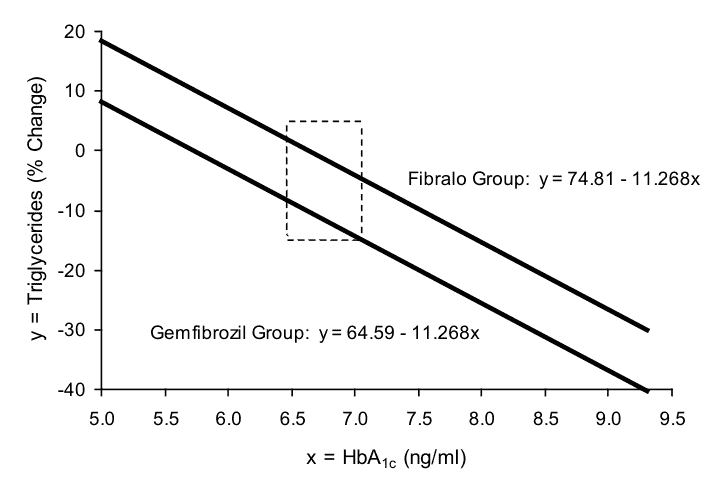 20
10
0
-10
-20
-30
-40
y = Triglycerides (% Change)
Fibralo Group: y = 74.81 - 11.268x
Gemfibrozil Group: y = 64.59 - 11.268x
5.0 5.5 6.0 6.5 7.0 7.5 8.0 8.5 9.0 9.5
x = HbA1c (ng/ml)